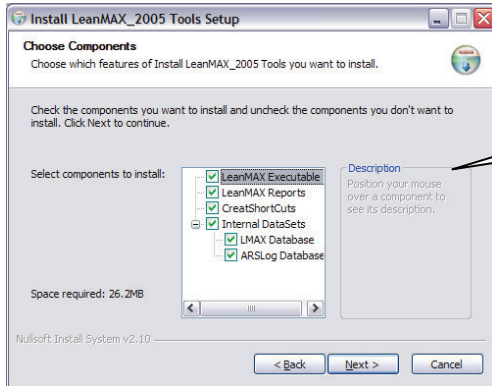 Install LeanMAX_2005 Tools Setup
Choose Components
Choose which features of Install LeanMAX_2005 Tools you want to install.
Check the components you want to install and uncheck the components you don't want to
install. Click Next to continue.
Select components to install:
LeanMAX Executable
LeanMAX Reports
CreatShortCuts
Internal DataSets
LMAX Database
ARSLog Database
Description
Position your mouse
over a component to
see its description.
Space required: 26.2MB
Nullsoft Install System v2.10
< Back
Next >
Cancel